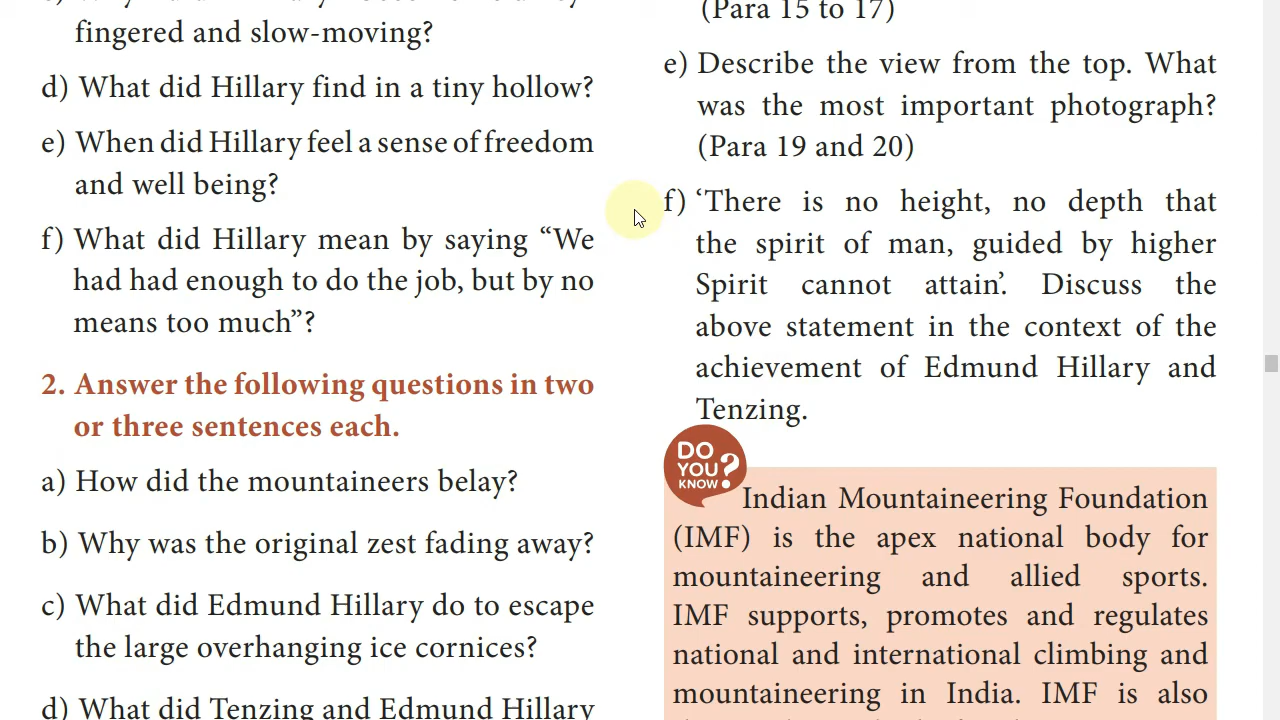 fingered and slow-moving?
d) What did Hillary find in a tiny hollow?
e) When did Hillary feel a sense of freedom
and well being?
f) What did Hillary mean by saying “We
had had enough to do the job, but by no
means too much”?
2. Answer the following questions in two
or three sentences each.
a) How did the mountaineers belay?
b) Why was the original zest fading away?
c) What did Edmund Hillary do to escape
the large overhanging ice cornices?
d) What did Tenzing and Edmund Hillary
(Para 15 to 17)
e) Describe the view from the top. What
was the most important photograph?
(Para 19 and 20)
f) ‘There is no height, no depth that
the spirit of man, guided by higher
Spirit cannot attain’. Discuss the
above statement in the context of the
achievement of Edmund Hillary and
Tenzing.
DO
YOU
KNOW?
Indian Mountaineering Foundation
(IMF) is the apex national body for
mountaineering and allied sports.
IMF supports, promotes and regulates
national and international climbing and
mountaineering in India. IMF is also